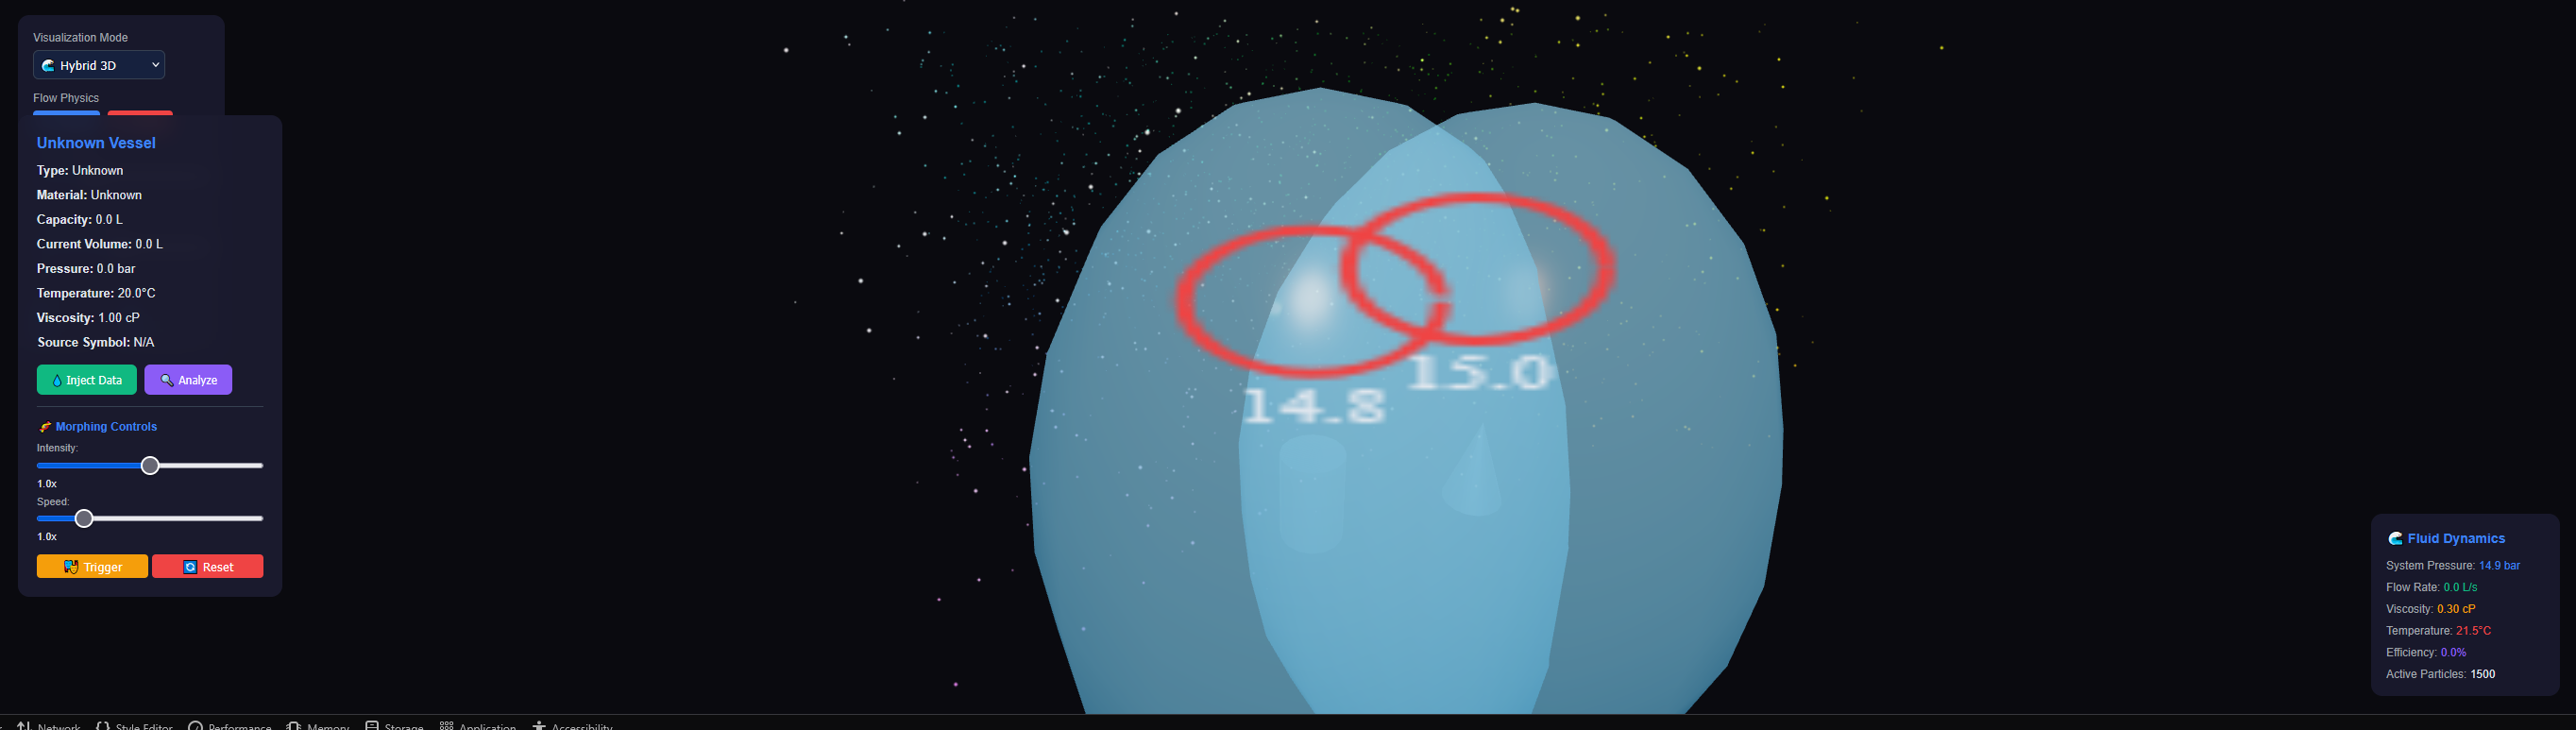 Visualization Mode
Hybrid 3D
Flow Physics
Unknown Vessel
Type: Unknown
Material: Unknown
Capacity: 0.0 L
Current Volume: 0.0 L
Pressure: 0.0 bar
Temperature: 20.0°C
Viscosity: 1.00 cP
Source Symbol: N/A
Inject Data
Analyze
Morphing Controls
Intensity:
1.0x
Speed:
1.0x
Trigger
Reset
14.8
15.0
Fluid Dynamics
System Pressure: 14.9 bar
Flow Rate: 0.0 L/s
Viscosity: 0.30 cP
Temperature: 21.5°C
Efficiency: 0.0%
Active Particles: 1500
Network
Style Editor
Performance
Memory
Storage
Application
Accessibility